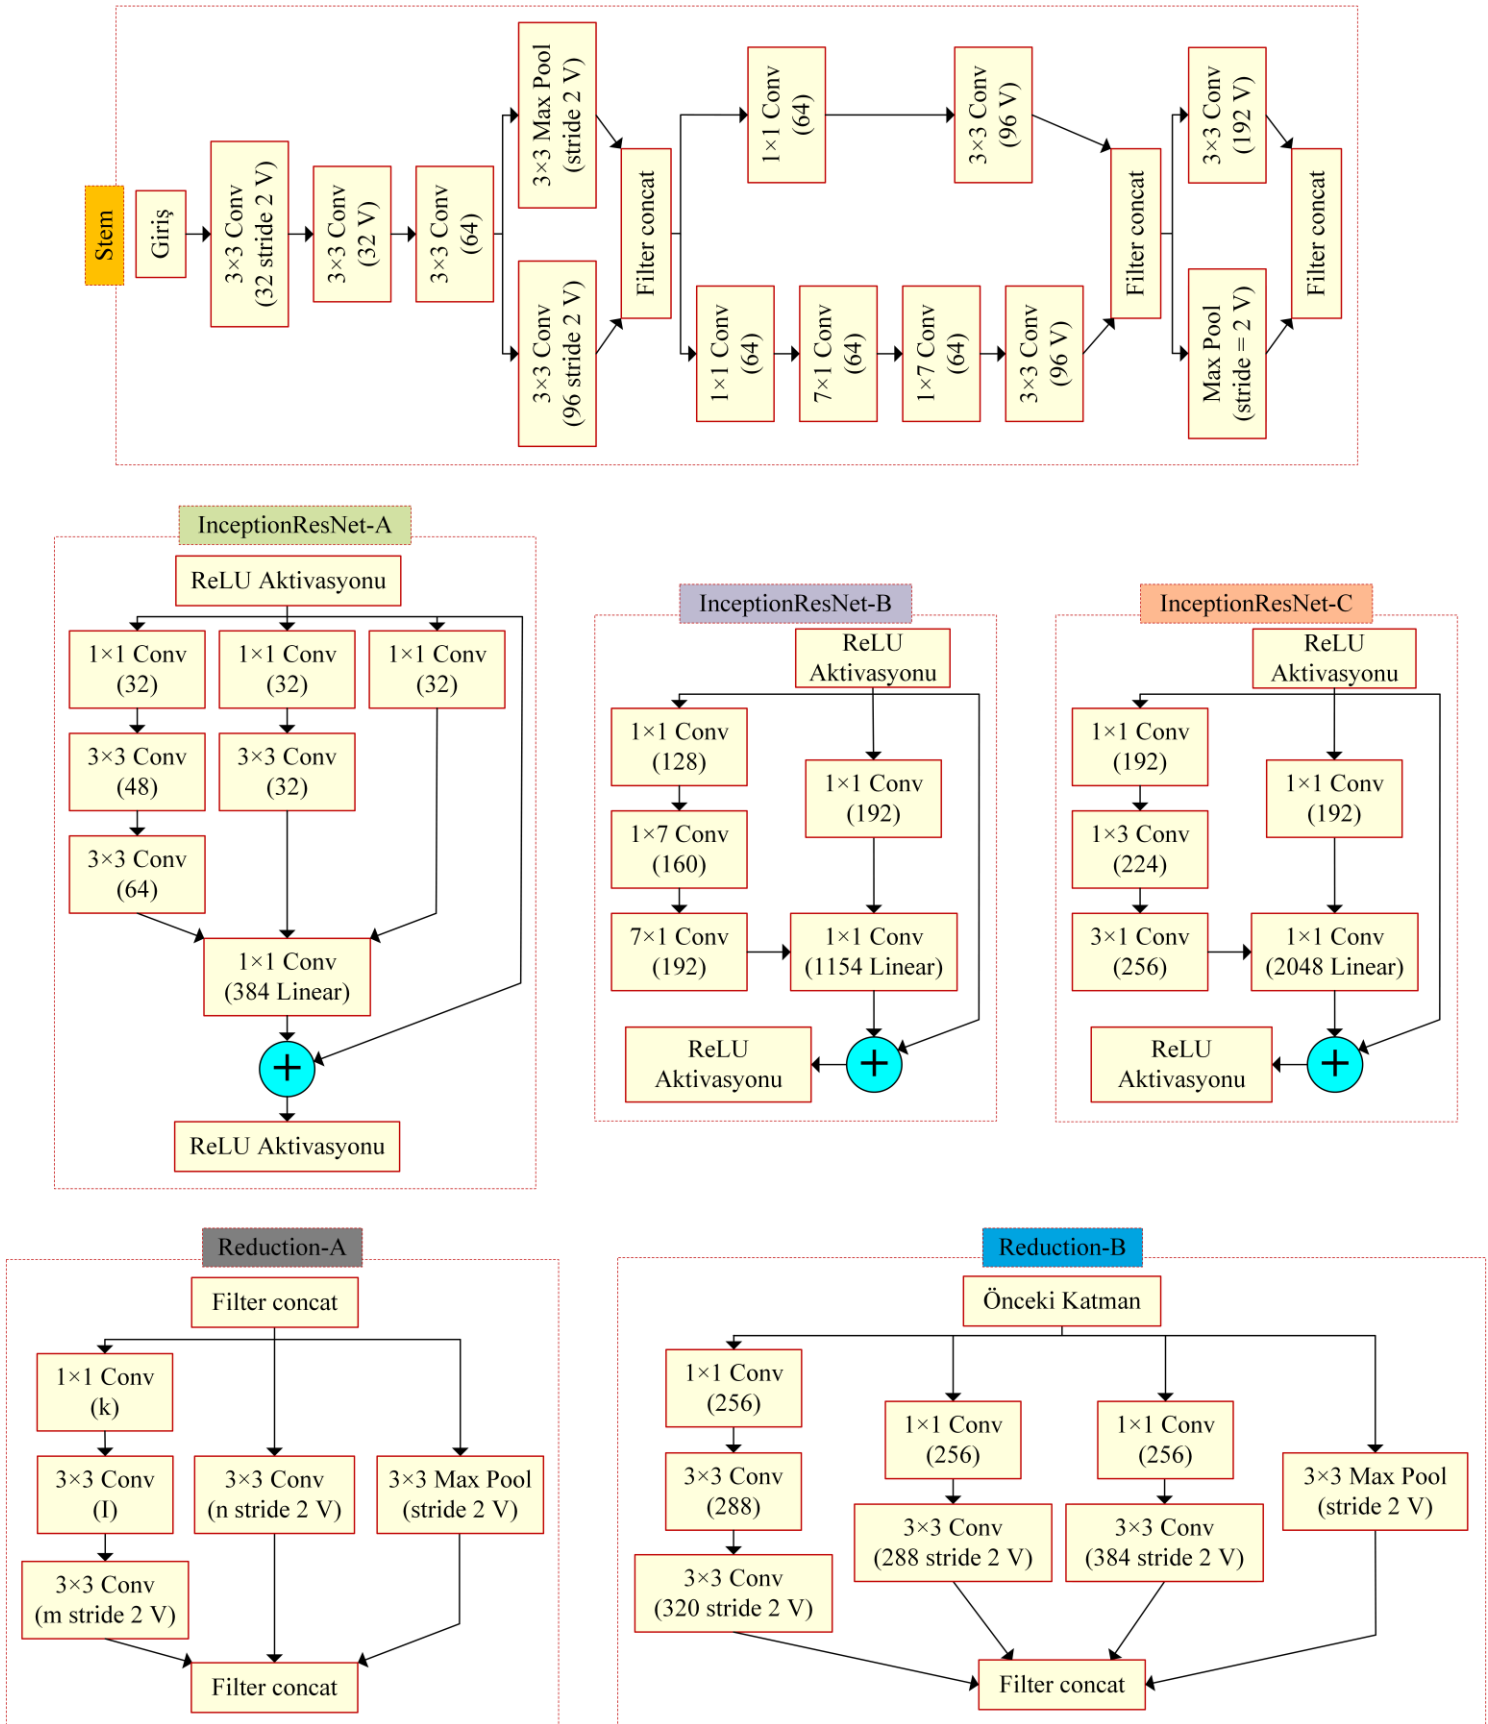 Stem
Giriş
3×3 Conv
(32 stride 2 V)
3×3 Conv
(32 V)
3×3 Conv
(64)
3×3 Max Pool
(stride 2 V)
3×3 Conv
(96 stride 2 V)
Filter concat
1×1 Conv
(64)
3×3 Conv
(96 V)
1×1 Conv
(64)
7×1 Conv
(64)
1×7 Conv
(64)
3×3 Conv
(96 V)
Filter concat
3×3 Conv
(192 V)
Max Pool
(stride = 2 V)
Filter concat
InceptionResNet-A
ReLU Aktivasyonu
1×1 Conv
(32)
1×1 Conv
(32)
1×1 Conv
(32)
3×3 Conv
(48)
3×3 Conv
(32)
3×3 Conv
(64)
1×1 Conv
(384 Linear)
+
ReLU Aktivasyonu
InceptionResNet-B
ReLU
Aktivasyonu
1×1 Conv
(128)
1×1 Conv
(192)
1×7 Conv
(160)
7×1 Conv
(192)
1×1 Conv
(1154 Linear)
ReLU
Aktivasyonu
+
InceptionResNet-C
ReLU
Aktivasyonu
1×1 Conv
(192)
1×1 Conv
(192)
1×3 Conv
(224)
3×1 Conv
(256)
1×1 Conv
(2048 Linear)
ReLU
Aktivasyonu
+
Reduction-A
Filter concat
1×1 Conv
(k)
3×3 Conv
(I)
3×3 Conv
(n stride 2 V)
3×3 Max Pool
(stride 2 V)
3×3 Conv
(m stride 2 V)
Filter concat
Reduction-B
Önceki Katman
1×1 Conv
(256)
1×1 Conv
(256)
1×1 Conv
(256)
3×3 Conv
(288)
3×3 Max Pool
(stride 2 V)
3×3 Conv
(288 stride 2 V)
3×3 Conv
(384 stride 2 V)
3×3 Conv
(320 stride 2 V)
Filter concat